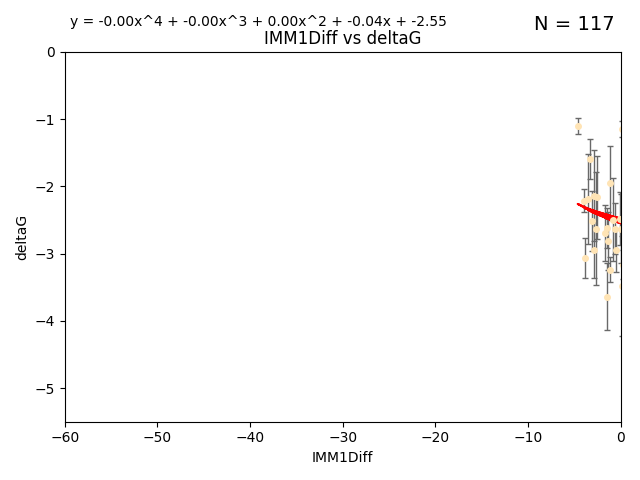 y = -0.00x^4 + -0.00x^3 + 0.00x^2 + -0.04x + -2.55
N = 117
IMM1Diff vs deltaG
0
−1
−2
−3
−4
−5
deltaG
−60 −50 −40 −30 −20 −10 0
IMM1Diff